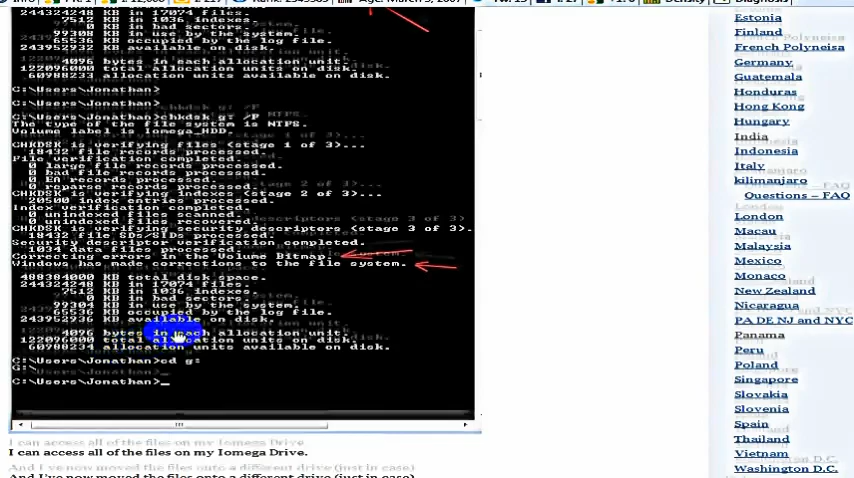 244324248 KB in 17074 files.
7512 KB in 1036 indexes.
0 KB in bad sectors.
99308 KB in use by the system.
65536 KB occupied by the log file.
243952932 KB available on disk.
4096 bytes in each allocation unit.
122096000 total allocation units on disk.
60988233 allocation units available on disk.
C:\Users\Jonathan>
C:\Users\Jonathan>
C:\Users\Jonathan>chkdsk g: /F
The type of the file system is NTFS.
Volume label is Iomega_HDD.
CHKDSK is verifying files (stage 1 of 3)...
18432 file records processed.
File verification completed.
0 large file records processed.
0 bad file records processed.
0 EA records processed.
0 reparse records processed.
CHKDSK is verifying indexes (stage 2 of 3)...
20500 index entries processed.
Index verification completed.
0 unindexed files scanned.
0 unindexed files recovered.
CHKDSK is verifying security descriptors (stage 3 of 3)...
18432 file SDs/SIDs processed.
Security descriptor verification completed.
1034 data files processed.
Correcting errors in the Volume Bitmap.
Windows has made corrections to the file system.
488384000 KB total disk space.
244324248 KB in 17074 files.
7512 KB in 1036 indexes.
0 KB in bad sectors.
99304 KB in use by the system.
65536 KB occupied by the log file.
243952936 KB available on disk.
4096 bytes in each allocation unit.
122096000 total allocation units on disk.
60988234 allocation units available on disk.
C:\Users\Jonathan>cd g:
G:\
C:\Users\Jonathan>_
I can access all of the files on my Iomega Drive.
And I've now moved the files onto a different drive (just in case)
Estonia
Finland
French Polyneisa
Germany
Guatemala
Honduras
Hong Kong
Hungary
India
Indonesia
Italy
kilimanjaro
Questions – FAQ
London
Macau
Malaysia
Mexico
Monaco
New Zealand
Nicaragua
PA DE NJ and NYC
Panama
Peru
Poland
Singapore
Slovakia
Slovenia
Spain
Thailand
Vietnam
Washington D.C.